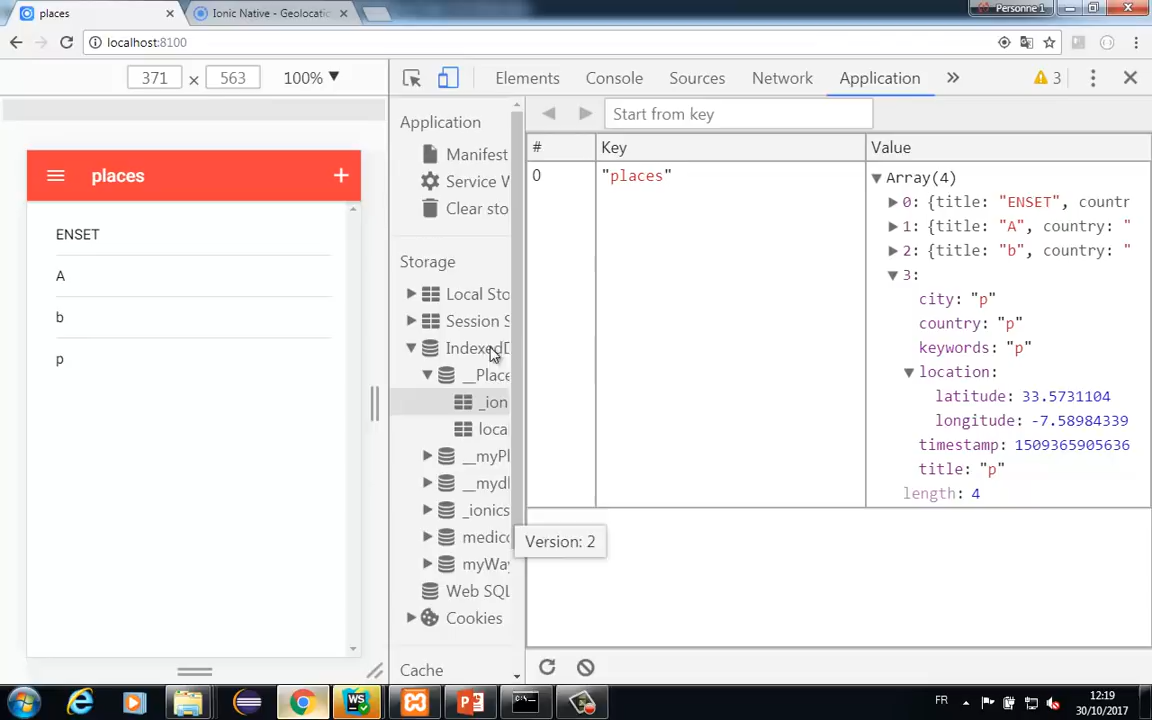 places
Ionic Native - Geolocatic
Personne 1
localhost:8100
371 × 563 100% ▼
Elements Console Sources Network Application » 3
Application
Manifest
Service W
Clear sto
Storage
Local Sto
Session S
IndexedD
__Place
_ion
loca
__myPl
__mydl
_ionics
medico
myWay
Web SQL
Cookies
Cache
Start from key
# Key Value
0 "places"
Array(4)
0: {title: "ENSET", countr
1: {title: "A", country: "
2: {title: "b", country: "
3:
city: "p"
country: "p"
keywords: "p"
location:
latitude: 33.5731104
longitude: -7.58984339
timestamp: 1509365905636
title: "p"
length: 4
Version: 2
places +
ENSET
A
b
p
WS
FR
12:19
30/10/2017